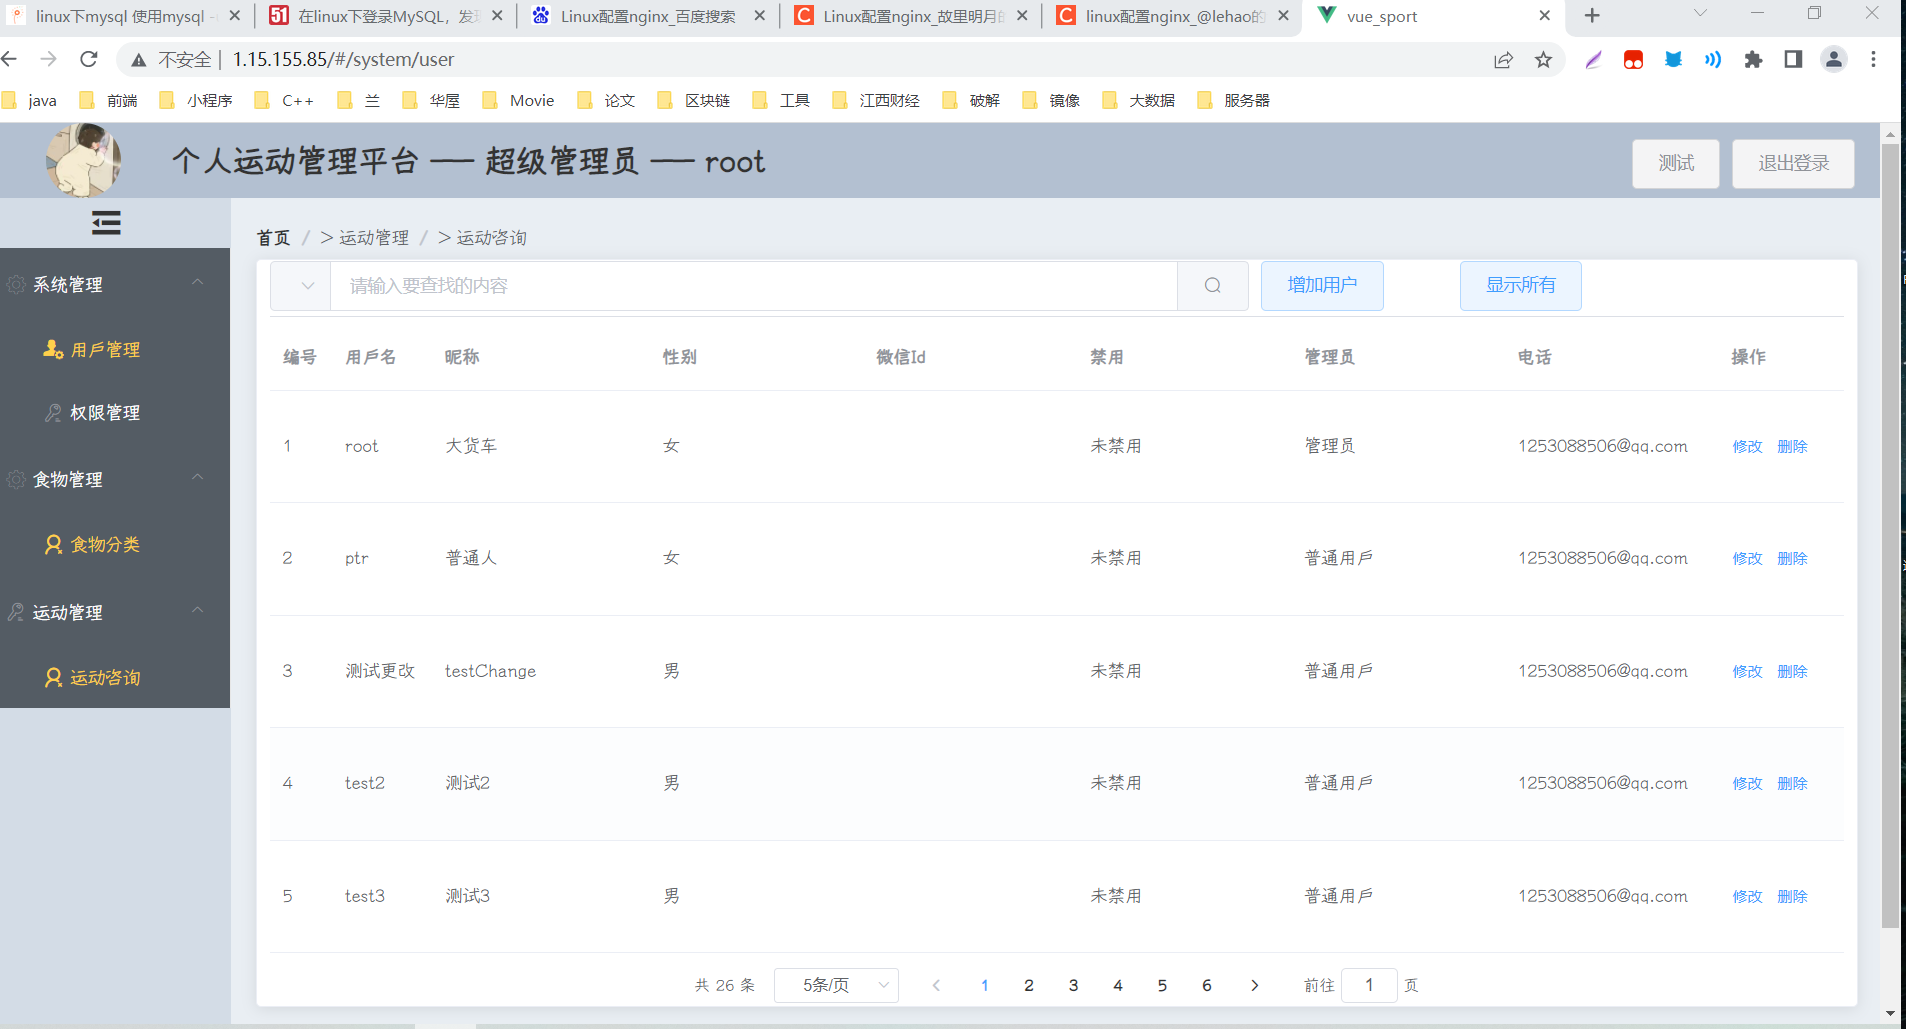 linux下mysql 使用mysql -
在linux下登录MySQL，发现
Linux配置nginx_百度搜索
Linux配置nginx_故里明月的
linux配置nginx_@lehao的
vue_sport
不安全 | 1.15.155.85/#/system/user
java 前端 小程序 C++ 兰 华屋 Movie 论文 区块链 工具 江西财经 破解 镜像 大数据 服务器
个人运动管理平台 —— 超级管理员 —— root
测试 退出登录
首页 / > 运动管理 / > 运动咨询
系统管理
用户管理
权限管理
食物管理
食物分类
运动管理
运动咨询
请输入要查找的内容 增加用户 显示所有
编号 用户名 昵称 性别 微信Id 禁用 管理员 电话 操作
1 root 大货车 女 未禁用 管理员 1253088506@qq.com 修改 删除
2 ptr 普通人 女 未禁用 普通用户 1253088506@qq.com 修改 删除
3 测试更改 testChange 男 未禁用 普通用户 1253088506@qq.com 修改 删除
4 test2 测试2 男 未禁用 普通用户 1253088506@qq.com 修改 删除
5 test3 测试3 男 未禁用 普通用户 1253088506@qq.com 修改 删除
共 26 条 5条/页 < 1 2 3 4 5 6 > 前往 1 页